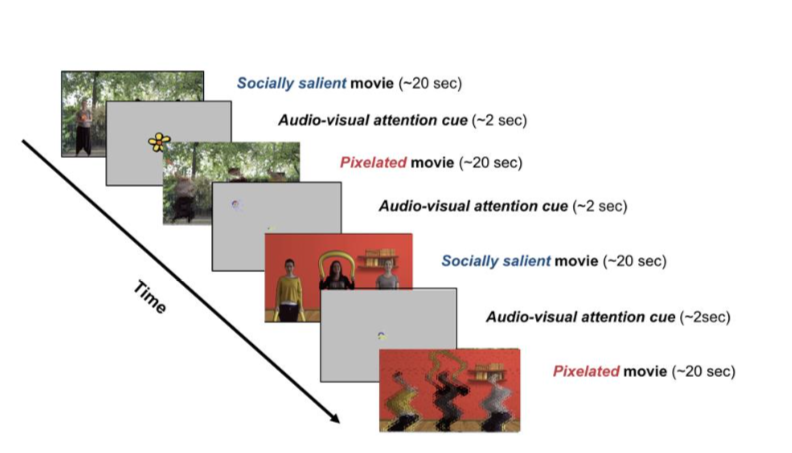 Socially salient movie (~20 sec)
Audio-visual attention cue (~2 sec)
Pixelated movie (~20 sec)
Audio-visual attention cue (~2 sec)
Socially salient movie (~20 sec)
Audio-visual attention cue (~2sec)
Pixelated movie (~20 sec)
Time